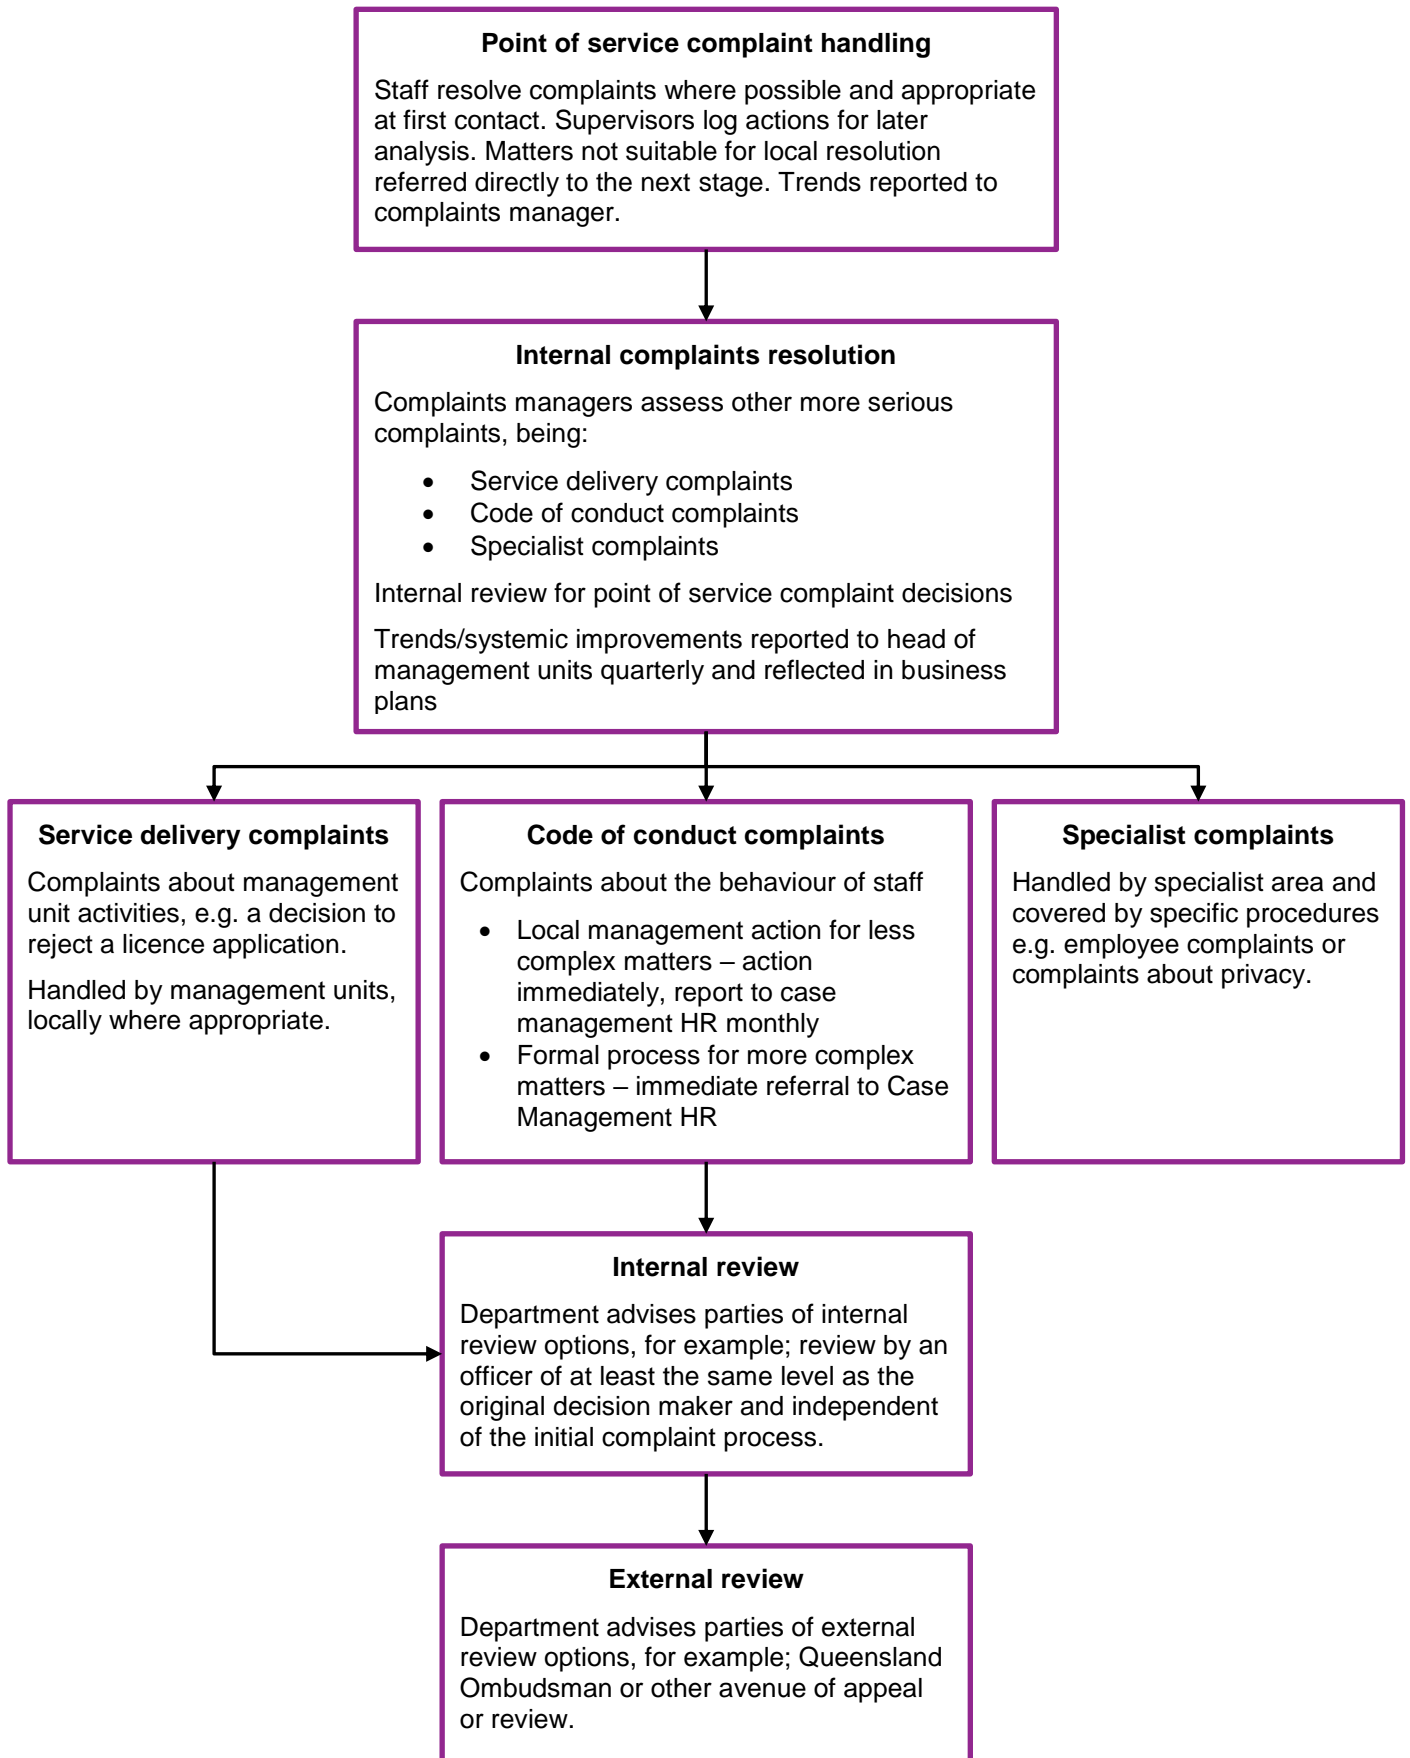 Point of service complaint handling
Staff resolve complaints where possible and appropriate
at first contact. Supervisors log actions for later
analysis. Matters not suitable for local resolution
referred directly to the next stage. Trends reported to
complaints manager.
Internal complaints resolution
Complaints managers assess other more serious
complaints, being:
• Service delivery complaints
• Code of conduct complaints
• Specialist complaints
Internal review for point of service complaint decisions
Trends/systemic improvements reported to head of
management units quarterly and reflected in business
plans
Service delivery complaints
Complaints about management
unit activities, e.g. a decision to
reject a licence application.
Handled by management units,
locally where appropriate.
Code of conduct complaints
Complaints about the behaviour of staff
• Local management action for less
complex matters – action
immediately, report to case
management HR monthly
• Formal process for more complex
matters – immediate referral to Case
Management HR
Specialist complaints
Handled by specialist area and
covered by specific procedures
e.g. employee complaints or
complaints about privacy.
Internal review
Department advises parties of internal
review options, for example; review by an
officer of at least the same level as the
original decision maker and independent
of the initial complaint process.
External review
Department advises parties of external
review options, for example; Queensland
Ombudsman or other avenue of appeal
or review.